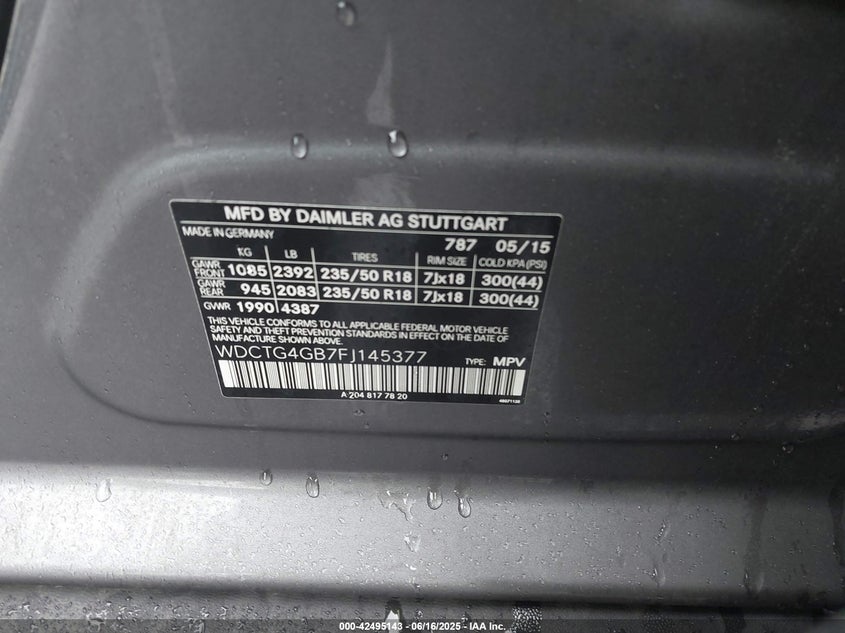 MFD BY DAIMLER AG STUTTGART
MADE IN GERMANY 787 05/15
KG LB TIRES RIM SIZE COLD KPA(PSI)
GAWR FRONT 1085 2392 235/50 R18 7Jx18 300(44)
GAWR REAR 945 2083 235/50 R18 7Jx18 300(44)
GVWR 1990 4387
THIS VEHICLE CONFORMS TO ALL APPLICABLE FEDERAL MOTOR VEHICLE
SAFETY AND THEFT PREVENTION STANDARDS IN EFFECT ON THE DATE
OF MANUFACTURE SHOWN ABOVE.
WDCTG4GB7FJ145377 TYPE: MPV
A 204 817 78 20
000-42495143 - 06/16/2025 - IAA Inc.